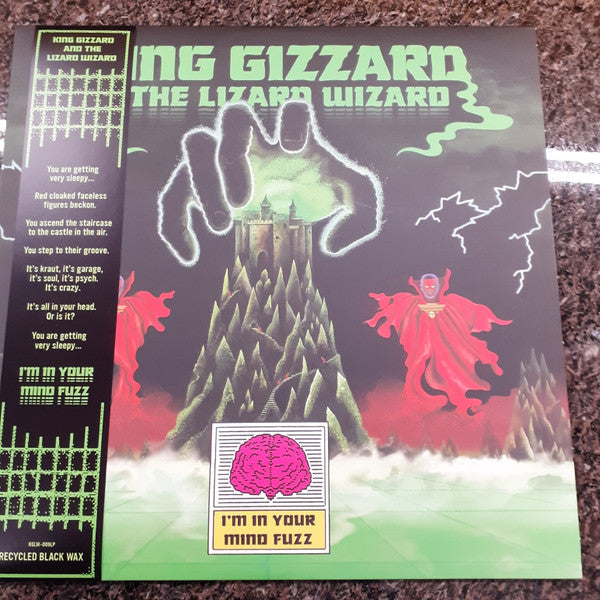 KING GIZZARD
AND THE
LIZARD WIZARD
You are getting
very sleepy...
Red cloaked faceless
figures beckon.
You ascend the staircase
to the castle in the air.
You step to their groove.
It's kraut, it's garage,
it's soul, it's psych.
It's crazy.
It's all in your head.
Or is it?
You are getting
very sleepy...
I'M IN YOUR
MIND FUZZ
KGLW-009LP
RECYCLED BLACK WAX
ING GIZZARD
THE LIZARD WIZARD
I'M IN YOUR
MIND FUZZ